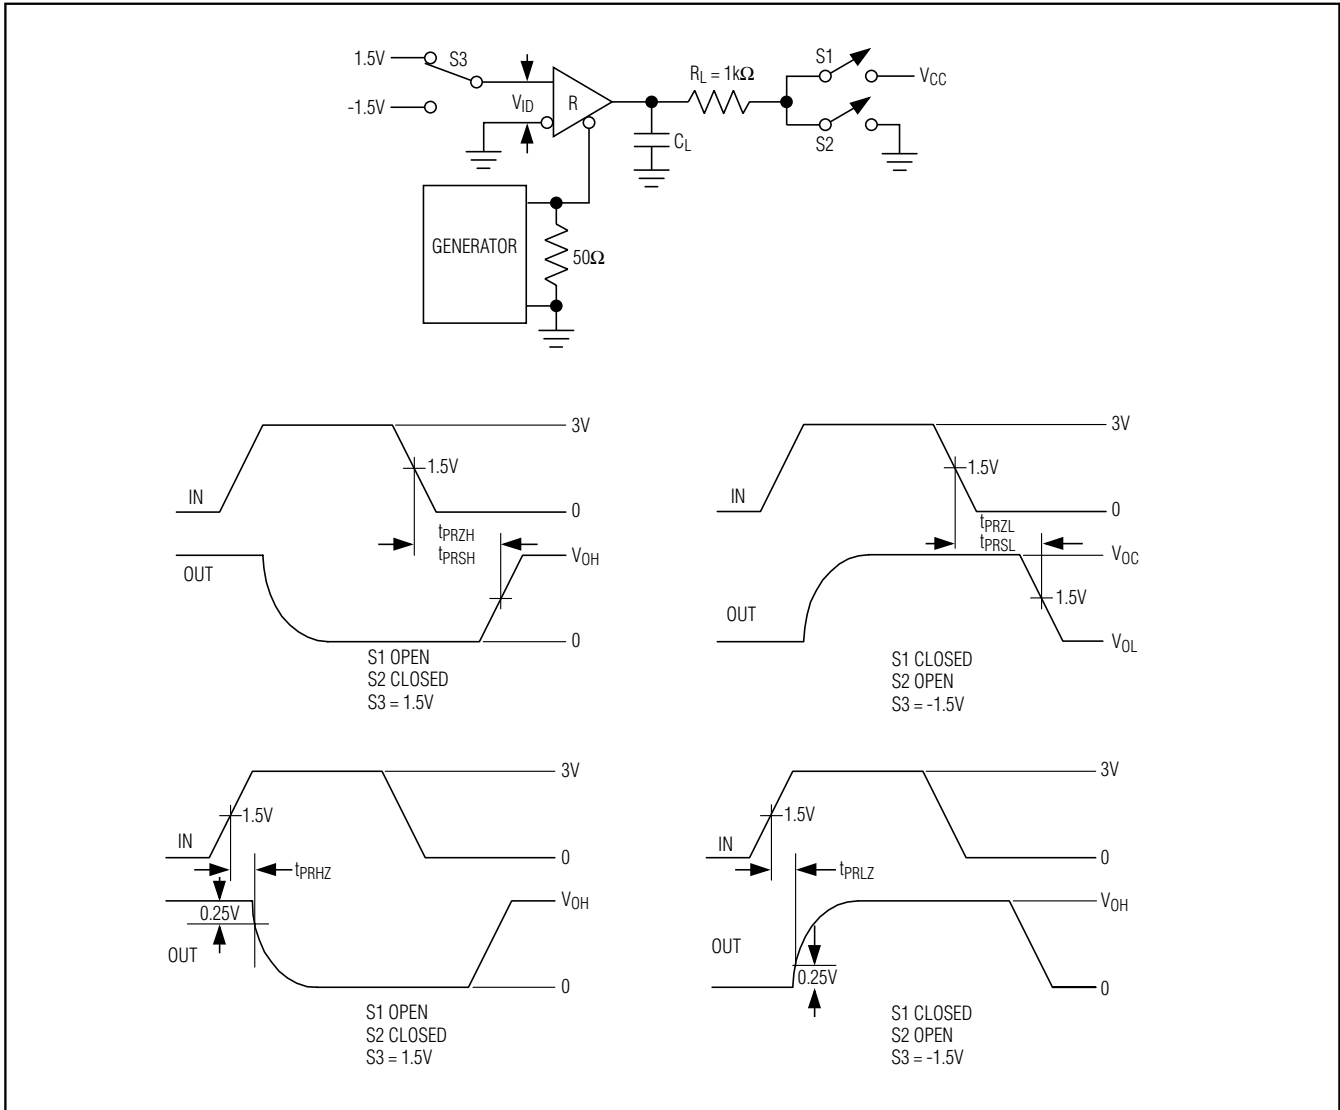 1.5V
S3
-1.5V
V_ID
R
C_L
R_L = 1kΩ
S1
V_CC
S2
GENERATOR
50Ω
3V
1.5V
IN
0
t_PRZH
t_PRSH
V_OH
OUT
0
S1 OPEN
S2 CLOSED
S3 = 1.5V
3V
1.5V
IN
0
t_PRZL
t_PRSL
V_OC
OUT
1.5V
V_OL
S1 CLOSED
S2 OPEN
S3 = -1.5V
3V
1.5V
IN
0
t_PRHZ
V_OH
0.25V
OUT
0
S1 OPEN
S2 CLOSED
S3 = 1.5V
3V
1.5V
IN
0
t_PRLZ
V_OH
OUT
0.25V
0
S1 CLOSED
S2 OPEN
S3 = -1.5V